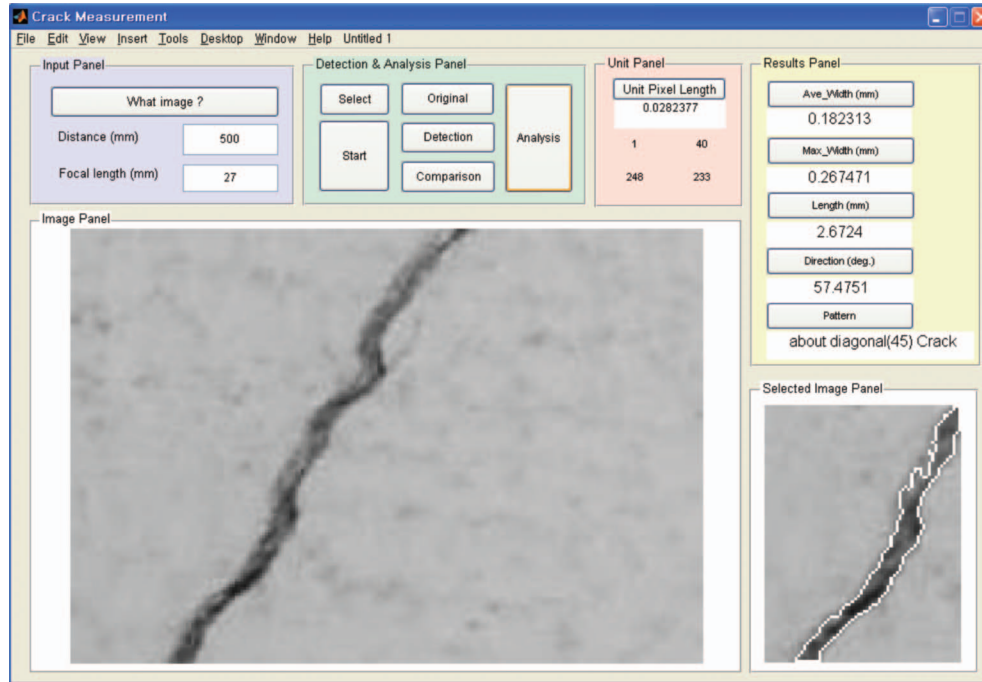 Crack Measurement
File Edit View Insert Tools Desktop Window Help Untitled 1
Input Panel
What image ?
Distance (mm) 500
Focal length (mm) 27
Detection & Analysis Panel
Select
Original
Start
Detection
Comparison
Analysis
Unit Panel
Unit Pixel Length
0.0282377
1 40
248 233
Results Panel
Ave_Width (mm)
0.182313
Max_Width (mm)
0.267471
Length (mm)
2.6724
Direction (deg.)
57.4751
Pattern
about diagonal(45) Crack
Image Panel
Selected Image Panel